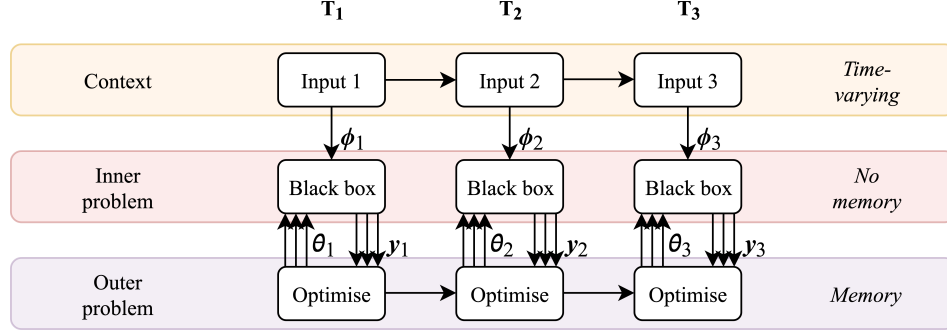 T₁ T₂ T₃
Context Input 1 Input 2 Input 3 Time-
varying
ϕ₁ ϕ₂ ϕ₃
Inner
problem Black box Black box Black box No
memory
θ₁ y₁ θ₂ y₂ θ₃ y₃
Outer
problem Optimise Optimise Optimise Memory